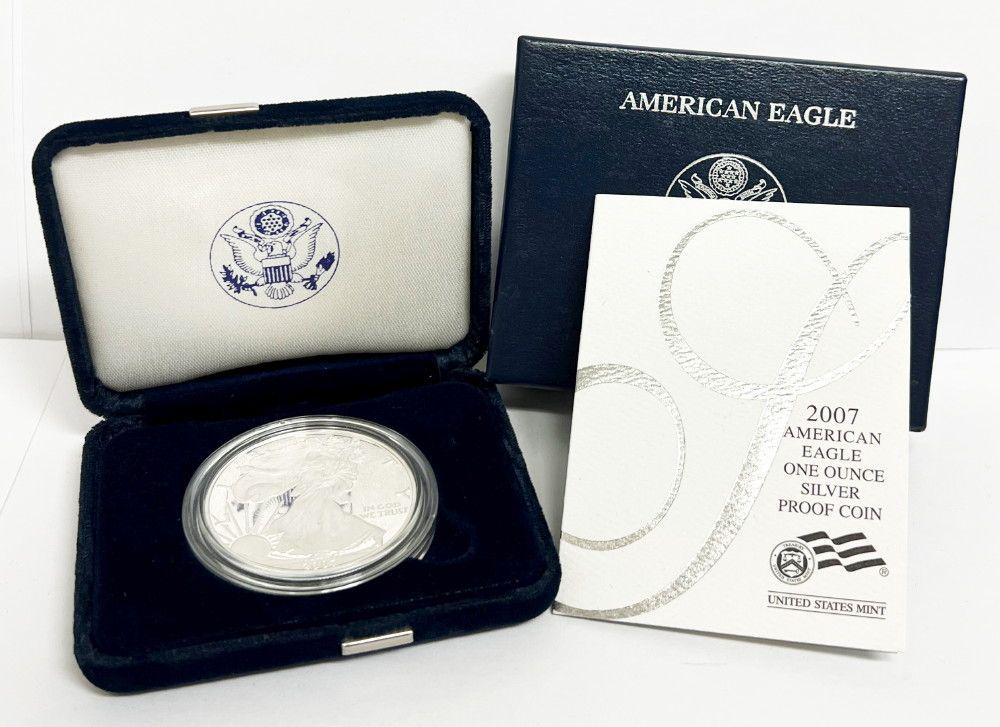 AMERICAN EAGLE
IN GOD
WE TRUST
2007
AMERICAN
EAGLE
ONE OUNCE
SILVER
PROOF COIN
®
UNITED STATES MINT